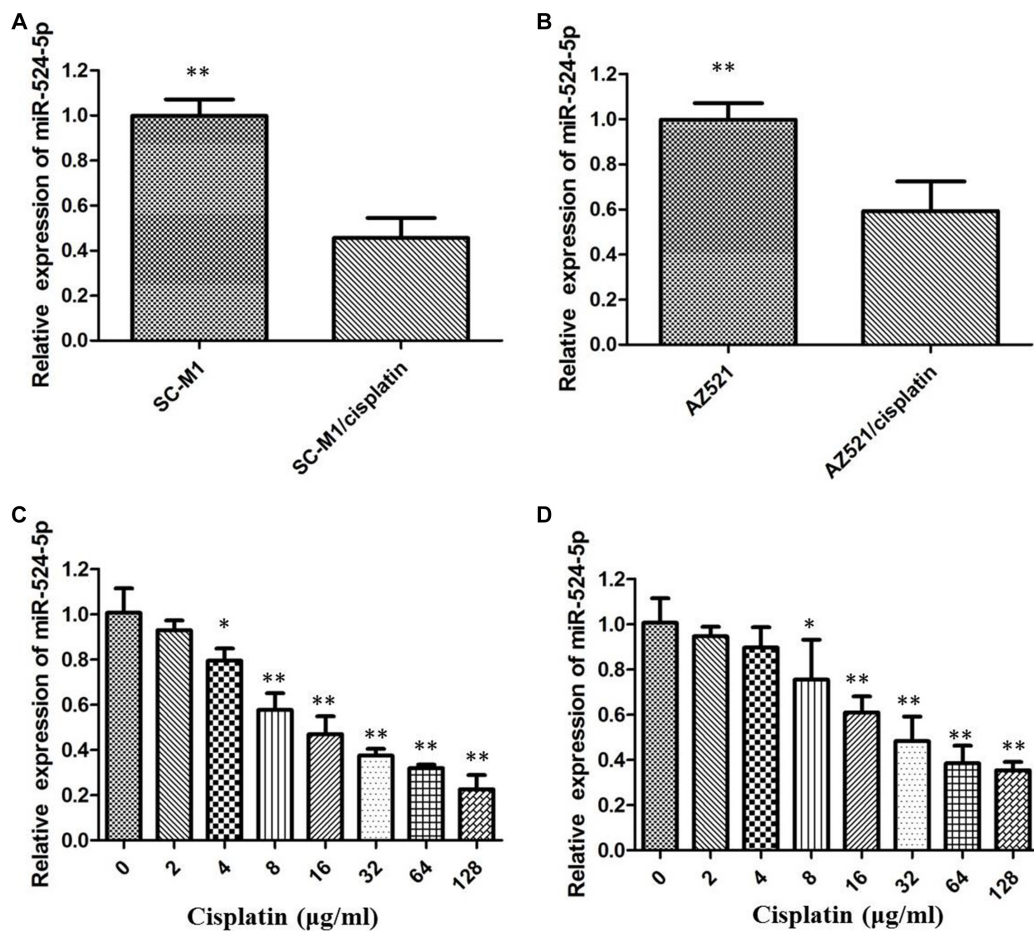 A
Relative expression of miR-524-5p
1.2
1.0
0.8
0.6
0.4
0.2
0.0
**
SC-M1
SC-M1/cisplatin
B
Relative expression of miR-524-5p
1.2
1.0
0.8
0.6
0.4
0.2
0.0
**
AZ521
AZ521/cisplatin
C
Relative expression of miR-524-5p
1.2
1.0
0.8
0.6
0.4
0.2
0.0
* ** ** ** ** **
0 2 4 8 16 32 64 128
Cisplatin (μg/ml)
D
Relative expression of miR-524-5p
1.2
1.0
0.8
0.6
0.4
0.2
0.0
* ** ** ** **
0 2 4 8 16 32 64 128
Cisplatin (μg/ml)